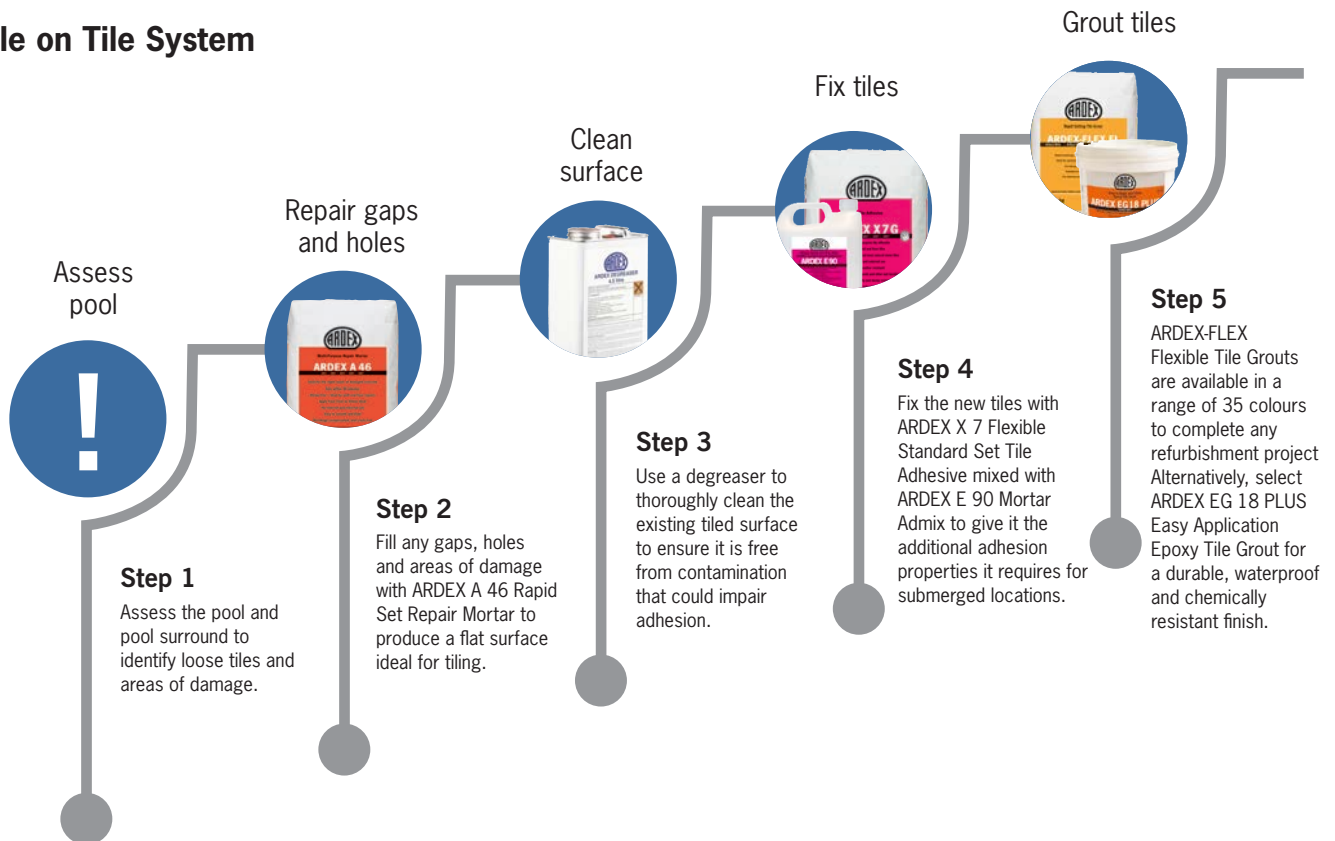 le on Tile System
Assess
pool
!
Step 1
Assess the pool and
pool surround to
identify loose tiles and
areas of damage.
Repair gaps
and holes
ARDEX
ARDEX A 46
Step 2
Fill any gaps, holes
and areas of damage
with ARDEX A 46 Rapid
Set Repair Mortar to
produce a flat surface
ideal for tiling.
Clean
surface
ARDEX
ARDEX DEGREASER
Step 3
Use a degreaser to
thoroughly clean the
existing tiled surface
to ensure it is free
from contamination
that could impair
adhesion.
Fix tiles
ARDEX
X X7G
ARDEX
ARDEX E90
Step 4
Fix the new tiles with
ARDEX X 7 Flexible
Standard Set Tile
Adhesive mixed with
ARDEX E 90 Mortar
Admix to give it the
additional adhesion
properties it requires for
submerged locations.
Grout tiles
ARDEX
ARDEX-FLEX FL
ARDEX
ARDEX EG18 PLUS
Step 5
ARDEX-FLEX
Flexible Tile Grouts
are available in a
range of 35 colours
to complete any
refurbishment project
Alternatively, select
ARDEX EG 18 PLUS
Easy Application
Epoxy Tile Grout for
a durable, waterproof
and chemically
resistant finish.